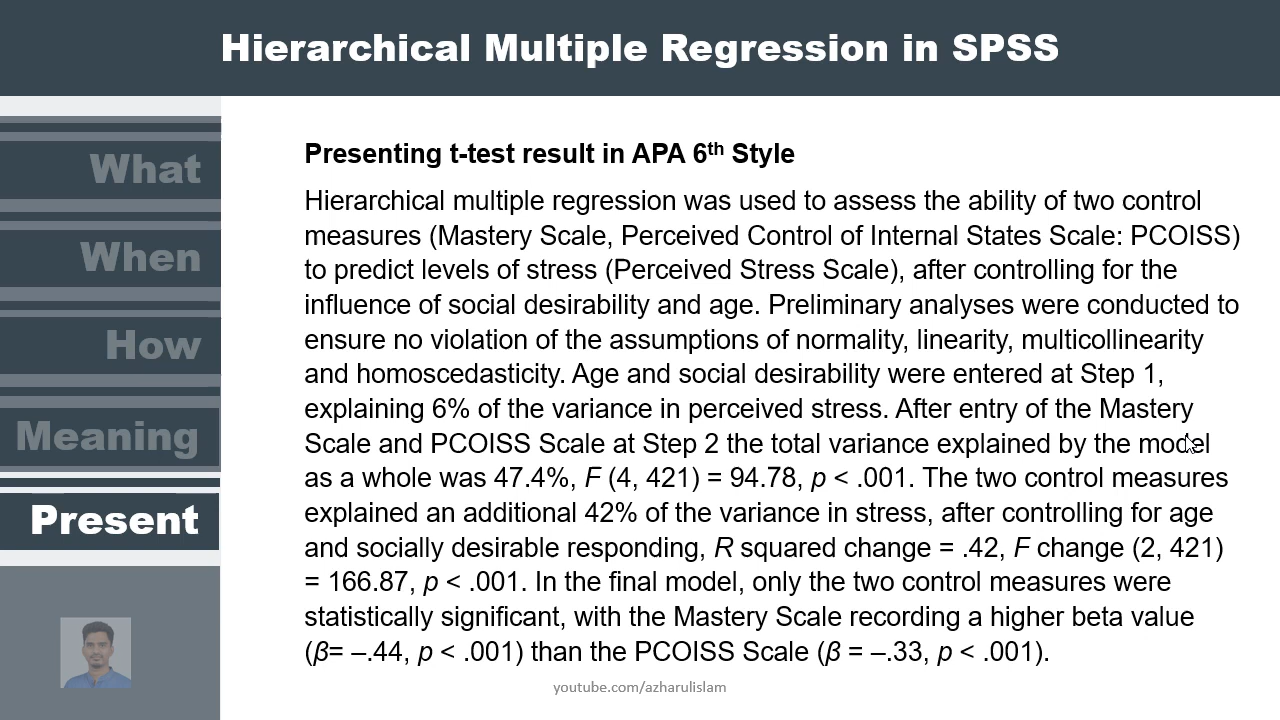 Hierarchical Multiple Regression in SPSS
What
When
How
Meaning
Present
Presenting t-test result in APA 6th Style
Hierarchical multiple regression was used to assess the ability of two control
measures (Mastery Scale, Perceived Control of Internal States Scale: PCOISS)
to predict levels of stress (Perceived Stress Scale), after controlling for the
influence of social desirability and age. Preliminary analyses were conducted to
ensure no violation of the assumptions of normality, linearity, multicollinearity
and homoscedasticity. Age and social desirability were entered at Step 1,
explaining 6% of the variance in perceived stress. After entry of the Mastery
Scale and PCOISS Scale at Step 2 the total variance explained by the model
as a whole was 47.4%, F (4, 421) = 94.78, p < .001. The two control measures
explained an additional 42% of the variance in stress, after controlling for age
and socially desirable responding, R squared change = .42, F change (2, 421)
= 166.87, p < .001. In the final model, only the two control measures were
statistically significant, with the Mastery Scale recording a higher beta value
(β= –.44, p < .001) than the PCOISS Scale (β = –.33, p < .001).
youtube.com/azharulislam